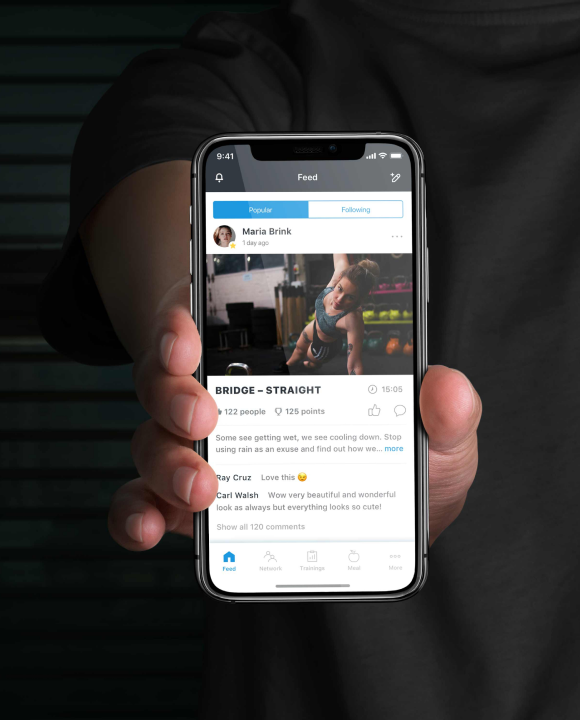 9:41
Feed
Popular
Following
Maria Brink
1 day ago
BRIDGE – STRAIGHT
15:05
122 people
125 points
Some see getting wet, we see cooling down. Stop
using rain as an exuse and find out how we... more
Ray Cruz Love this 😉
Carl Walsh Wow very beautiful and wonderful
look as always but everything looks so cute!
Show all 120 comments
Feed
Network
Trainings
Meal
More